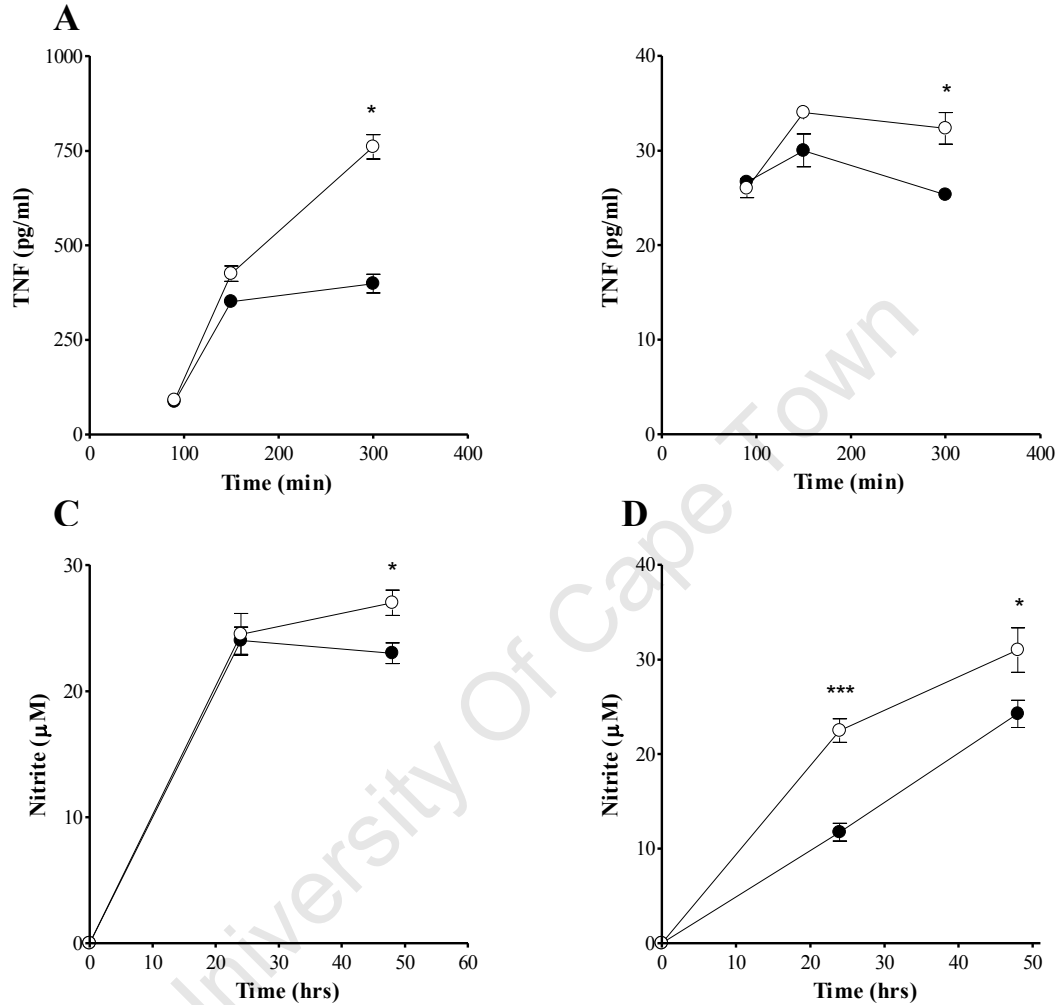 A
1000
750
500
250
0
0 100 200 300 400
TNF (pg/ml)
Time (min)
*
40
30
20
10
0
0 100 200 300 400
TNF (pg/ml)
Time (min)
*
C
30
20
10
0
0 10 20 30 40 50 60
Nitrite (µM)
Time (hrs)
*
D
40
30
20
10
0
0 10 20 30 40 50
Nitrite (µM)
Time (hrs)
***
*
University Of Cape Town